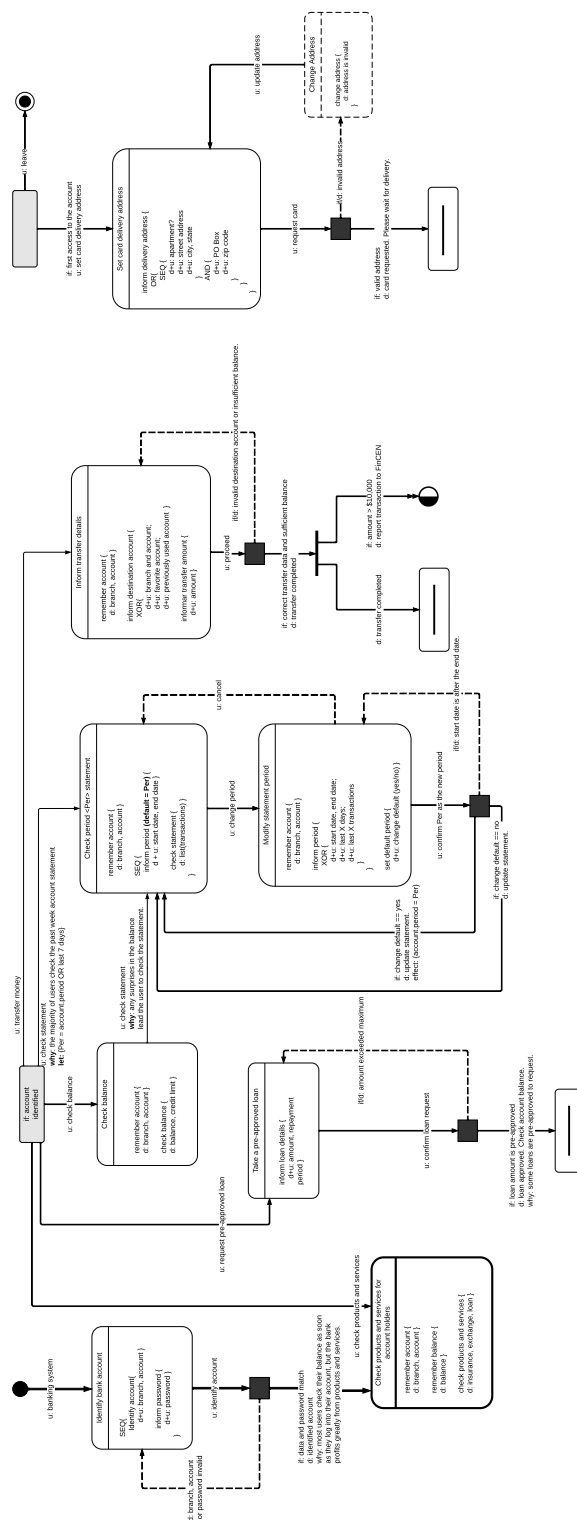 u: banking system
Identify bank account
SEQ{
Identify account{
d+u: branch, account }
inform password {
d+u: password }
}
u: identify account
d: branch, account
or password invalid
if: data and password match
d: identified account
why: most users check their balance as soon
as they log into their account, but the bank
profits greatly from products and services.
u: check products and services
Check products and services for
account holders
remember account {
d: branch, account }
remember balance {
d: balance }
check products and services {
d: insurance, exchange, loan }
if: account
identified
u: request pre-approved loan
u: check balance
Check balance
remember account {
d: branch, account }
check balance {
d: balance, credit limit }
Take a pre-approved loan
inform loan details {
d+u: amount, repayment
period }
u: confirm loan request
if/d: amount exceeded maximum
if: loan amount is pre-approved
d: loan approved. Check account balance.
why: some loans are pre-approved to request.
u: transfer money
u: check statement
why: the majority of users check the past week account statement
let: {Per = account.period OR last 7 days}
u: check statement
why: any surprises in the balance
lead the user to check the statement.
Check period <Per> statement
remember account {
d: branch, account }
SEQ {
inform period (default = Per) {
d + u: start date, end date }
check statement {
d: list(transactions) }
}
u: change period
u: cancel
Modify statement period
remember account {
d: branch, account }
inform period {
XOR {
d+u: start date, end date;
d+u: last X days;
d+u: last X transactions
}
}
set default period {
d+u: change default (yes/no) }
u: confirm Per as the new period
if/d: start date is after the end date.
if: change default == yes
d: update statement.
effect: {account.period = Per}
if: change default == no
d: update statement.
Inform transfer details
remember account {
d: branch, account }
inform destination account {
XOR{
d+u: branch and account;
d+u: favorite account;
d+u: previously used account }
}
informar transfer amount {
d+u: amount }
u: proceed
if/d: invalid destination account or insufficient balance.
if: correct transfer data and sufficient balance
d: transfer completed
d: transfer completed
if: amount > $10,000
d: report transaction to FinCEN
u: leave
if: first access to the account
u: set card delivery address
Set card delivery address
inform delivery address {
OR{
SEQ {
d+u: apartment?
d+u: street address
d+u: city, state
}
AND {
d+u: PO Box
d+u: zip code
}
}
}
u: update address
Change Address
change address {
d: address is invalid
}
u: request card
if/d: invalid address
if: valid address
d: card requested. Please wait for delivery.